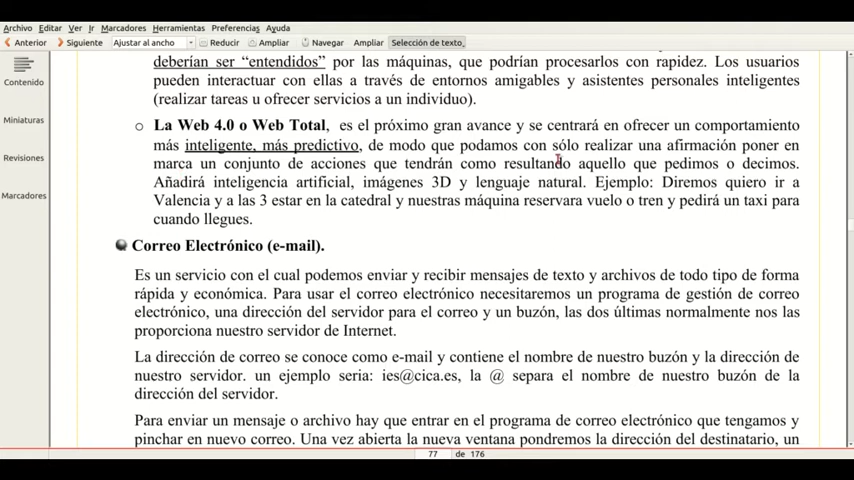 Archivo Editar Ver Ir Marcadores Herramientas Preferencias Ayuda
Anterior Siguiente Ajustar al ancho Reducir Ampliar Navegar Ampliar Selección de texto
Contenido
Miniaturas
Revisiones
Marcadores
deberían ser “entendidos” por las máquinas, que podrían procesarlos con rapidez. Los usuarios
pueden interactuar con ellas a través de entornos amigables y asistentes personales inteligentes
(realizar tareas u ofrecer servicios a un individuo).
o La Web 4.0 o Web Total, es el próximo gran avance y se centrará en ofrecer un comportamiento
más inteligente, más predictivo, de modo que podamos con sólo realizar una afirmación poner en
marca un conjunto de acciones que tendrán como resultando aquello que pedimos o decimos.
Añadirá inteligencia artificial, imágenes 3D y lenguaje natural. Ejemplo: Diremos quiero ir a
Valencia y a las 3 estar en la catedral y nuestras máquina reservara vuelo o tren y pedirá un taxi para
cuando llegues.
Correo Electrónico (e-mail).
Es un servicio con el cual podemos enviar y recibir mensajes de texto y archivos de todo tipo de forma
rápida y económica. Para usar el correo electrónico necesitaremos un programa de gestión de correo
electrónico, una dirección del servidor para el correo y un buzón, las dos últimas normalmente nos las
proporciona nuestro servidor de Internet.
La dirección de correo se conoce como e-mail y contiene el nombre de nuestro buzón y la dirección de
nuestro servidor. un ejemplo seria: ies@cica.es, la @ separa el nombre de nuestro buzón de la
dirección del servidor.
Para enviar un mensaje o archivo hay que entrar en el programa de correo electrónico que tengamos y
pinchar en nuevo correo. Una vez abierta la nueva ventana pondremos la dirección del destinatario, un
77 de 176